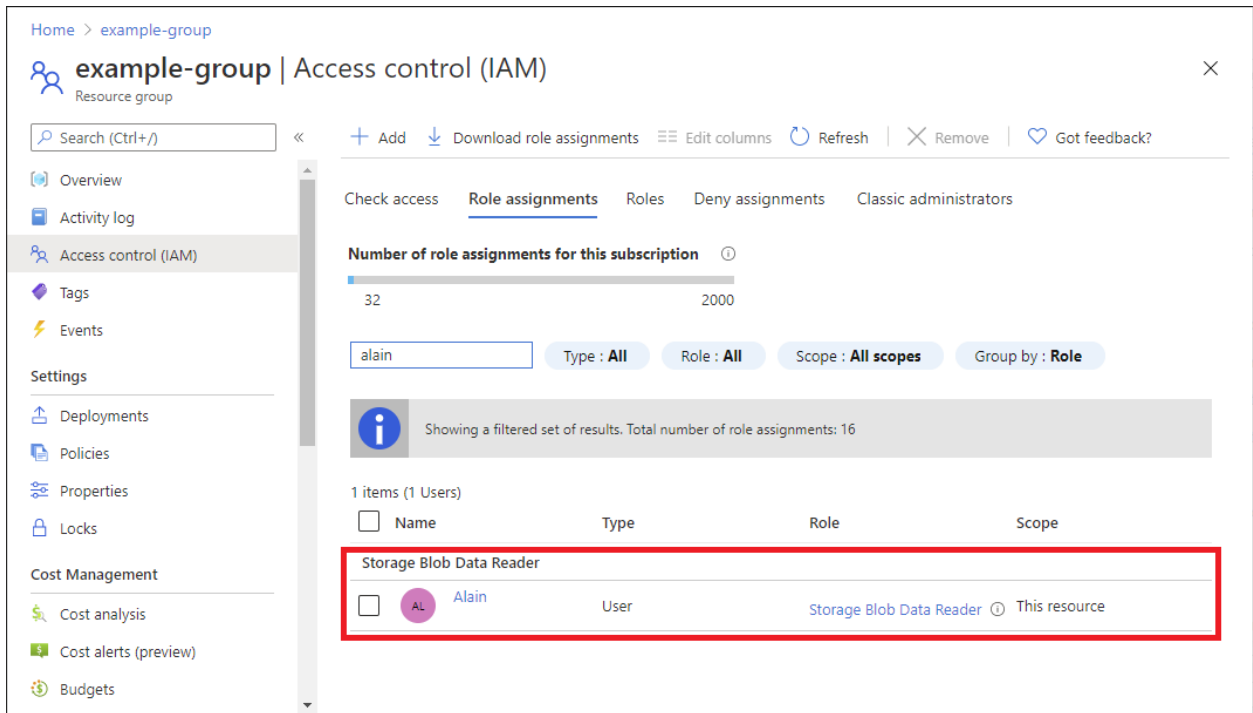 Home > example-group
example-group | Access control (IAM)
Resource group
Search (Ctrl+/)
Overview
Activity log
Access control (IAM)
Tags
Events
Settings
Deployments
Policies
Properties
Locks
Cost Management
Cost analysis
Cost alerts (preview)
Budgets
Add Download role assignments Edit columns Refresh Remove Got feedback?
Check access Role assignments Roles Deny assignments Classic administrators
Number of role assignments for this subscription
32 2000
alain Type : All Role : All Scope : All scopes Group by : Role
Showing a filtered set of results. Total number of role assignments: 16
1 items (1 Users)
Name Type Role Scope
Storage Blob Data Reader
AL Alain User Storage Blob Data Reader This resource